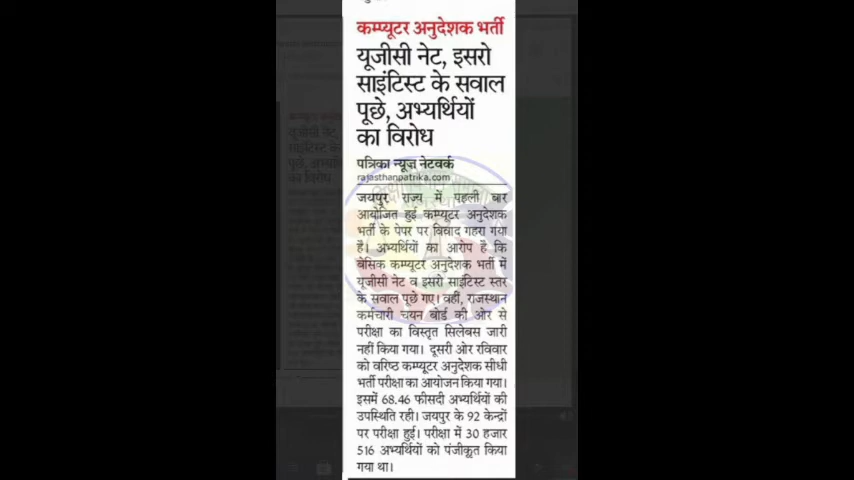 कम्प्यूटर अनुदेशक भर्ती
यूजीसी नेट, इसरो
साइंटिस्ट के सवाल
पूछे, अभ्यर्थियों
का विरोध
पत्रिका न्यूज नेटवर्क
rajasthanpatrika.com
जयपुर राज्य में पहली बार
आयोजित हुई कम्प्यूटर अनुदेशक
भर्ती के पेपर पर विवाद गहरा गया
है। अभ्यर्थियों का आरोप है कि
बेसिक कम्प्यूटर अनुदेशक भर्ती में
यूजीसी नेट व इसरो साइंटिस्ट स्तर
के सवाल पूछे गए। वहीं, राजस्थान
कर्मचारी चयन बोर्ड की ओर से
परीक्षा का विस्तृत सिलेबस जारी
नहीं किया गया। दूसरी ओर रविवार
को वरिष्ठ कम्प्यूटर अनुदेशक सीधी
भर्ती परीक्षा का आयोजन किया गया।
इसमें 68.46 फीसदी अभ्यर्थियों की
उपस्थिति रही। जयपुर के 92 केन्द्रों
पर परीक्षा हुई। परीक्षा में 30 हजार
516 अभ्यर्थियों को पंजीकृत किया
गया था।